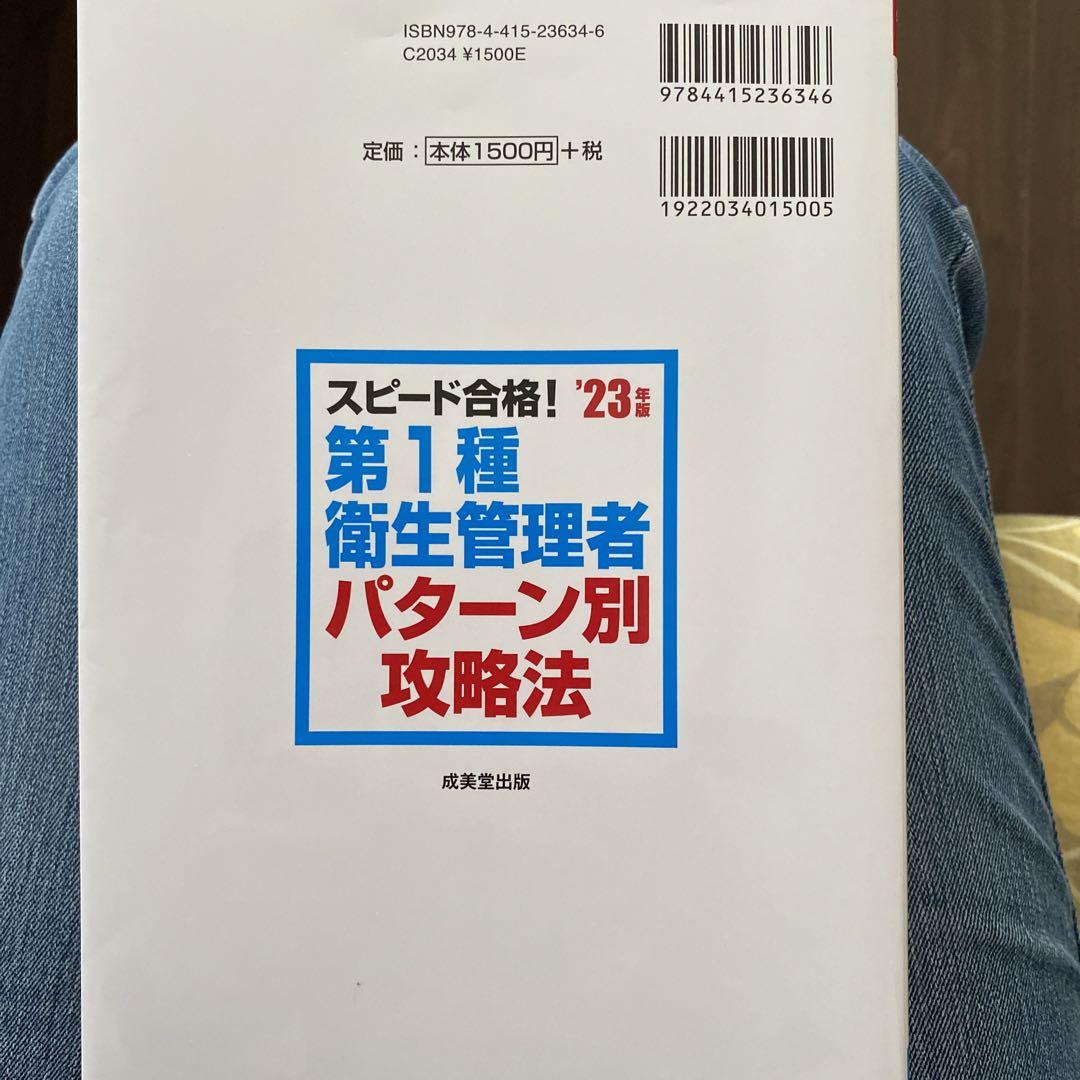 ISBN978-4-415-23634-6
C2034 ¥1500E
9784415236346
定価：本体1500円＋税
1922034015005
スピード合格！ '23年版
第1種
衛生管理者
パターン別
攻略法
成美堂出版